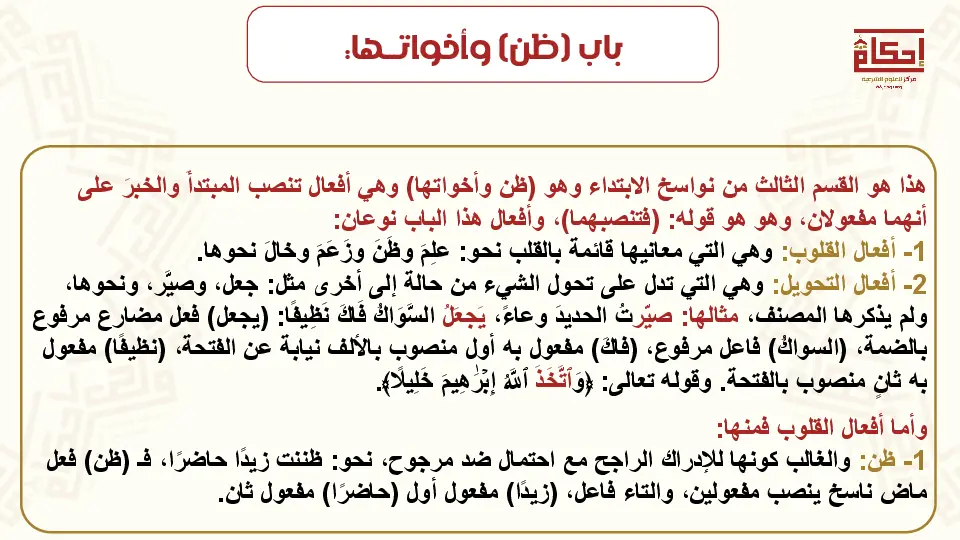 باب (ظن) وأخواتـــها:
إحكام
مركز للعلوم الشرعية
هذا هو القسم الثالث من نواسخ الابتداء وهو (ظن وأخواتها) وهي أفعال تنصب المبتدأَ والخبرَ على
أنهما مفعولان، وهو هو قوله: (فتنصبهما)، وأفعال هذا الباب نوعان:
1- أفعال القلوب: وهي التي معانيها قائمة بالقلب نحو: علِمَ وظَنَ وزَعَمَ وخالَ نحوها.
2- أفعال التحويل: وهي التي تدل على تحول الشيء من حالة إلى أخرى مثل: جعل، وصيَّر، ونحوها،
ولم يذكرها المصنف، مثالها: صيّرتُ الحديدَ وعاءً، يَجعَلُ السَّوَاكُ فَاكَ نَظِيفًا: (يجعل) فعل مضارع مرفوع
بالضمة، (السواكُ) فاعل مرفوع، (فاكَ) مفعول به أول منصوب بالألف نيابة عن الفتحة، (نظيفًا) مفعول
به ثانٍ منصوب بالفتحة. وقوله تعالى: ﴿وَٱتَّخَذَ ٱللَّهُ إِبۡرَٰهِيمَ خَلِيلًا﴾.
وأما أفعال القلوب فمنها:
1- ظن: والغالب كونها للإدراك الراجح مع احتمال ضد مرجوح، نحو: ظننت زيدًا حاضرًا، فـ (ظن) فعل
ماض ناسخ ينصب مفعولين، والتاء فاعل، (زيدًا) مفعول أول (حاضرًا) مفعول ثان.